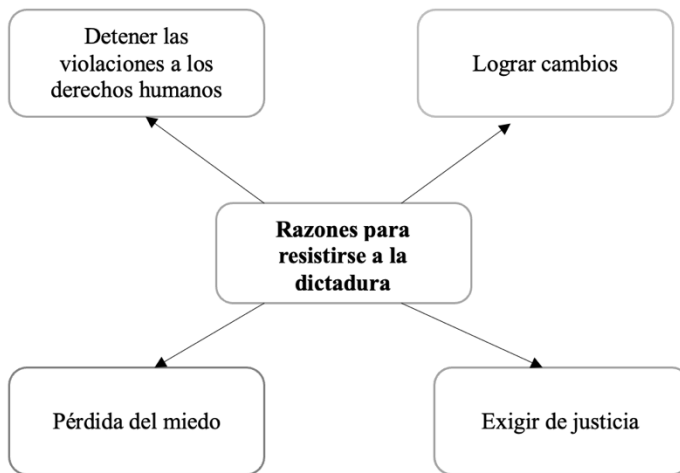 Detener las
violaciones a los
derechos humanos
Lograr cambios
Razones para
resistirse a la
dictadura
Pérdida del miedo
Exigir de justicia